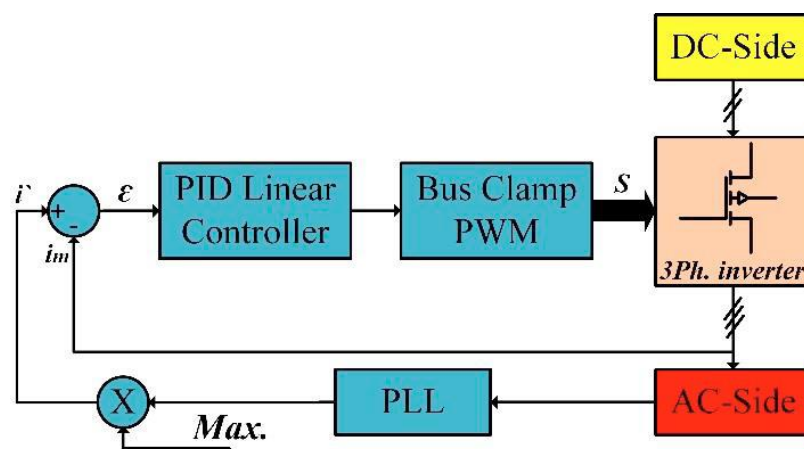 DC-Side
i`
+
-
ε
PID Linear
Controller
Bus Clamp
PWM
S
3Ph. inverter
im
X
Max.
PLL
AC-Side